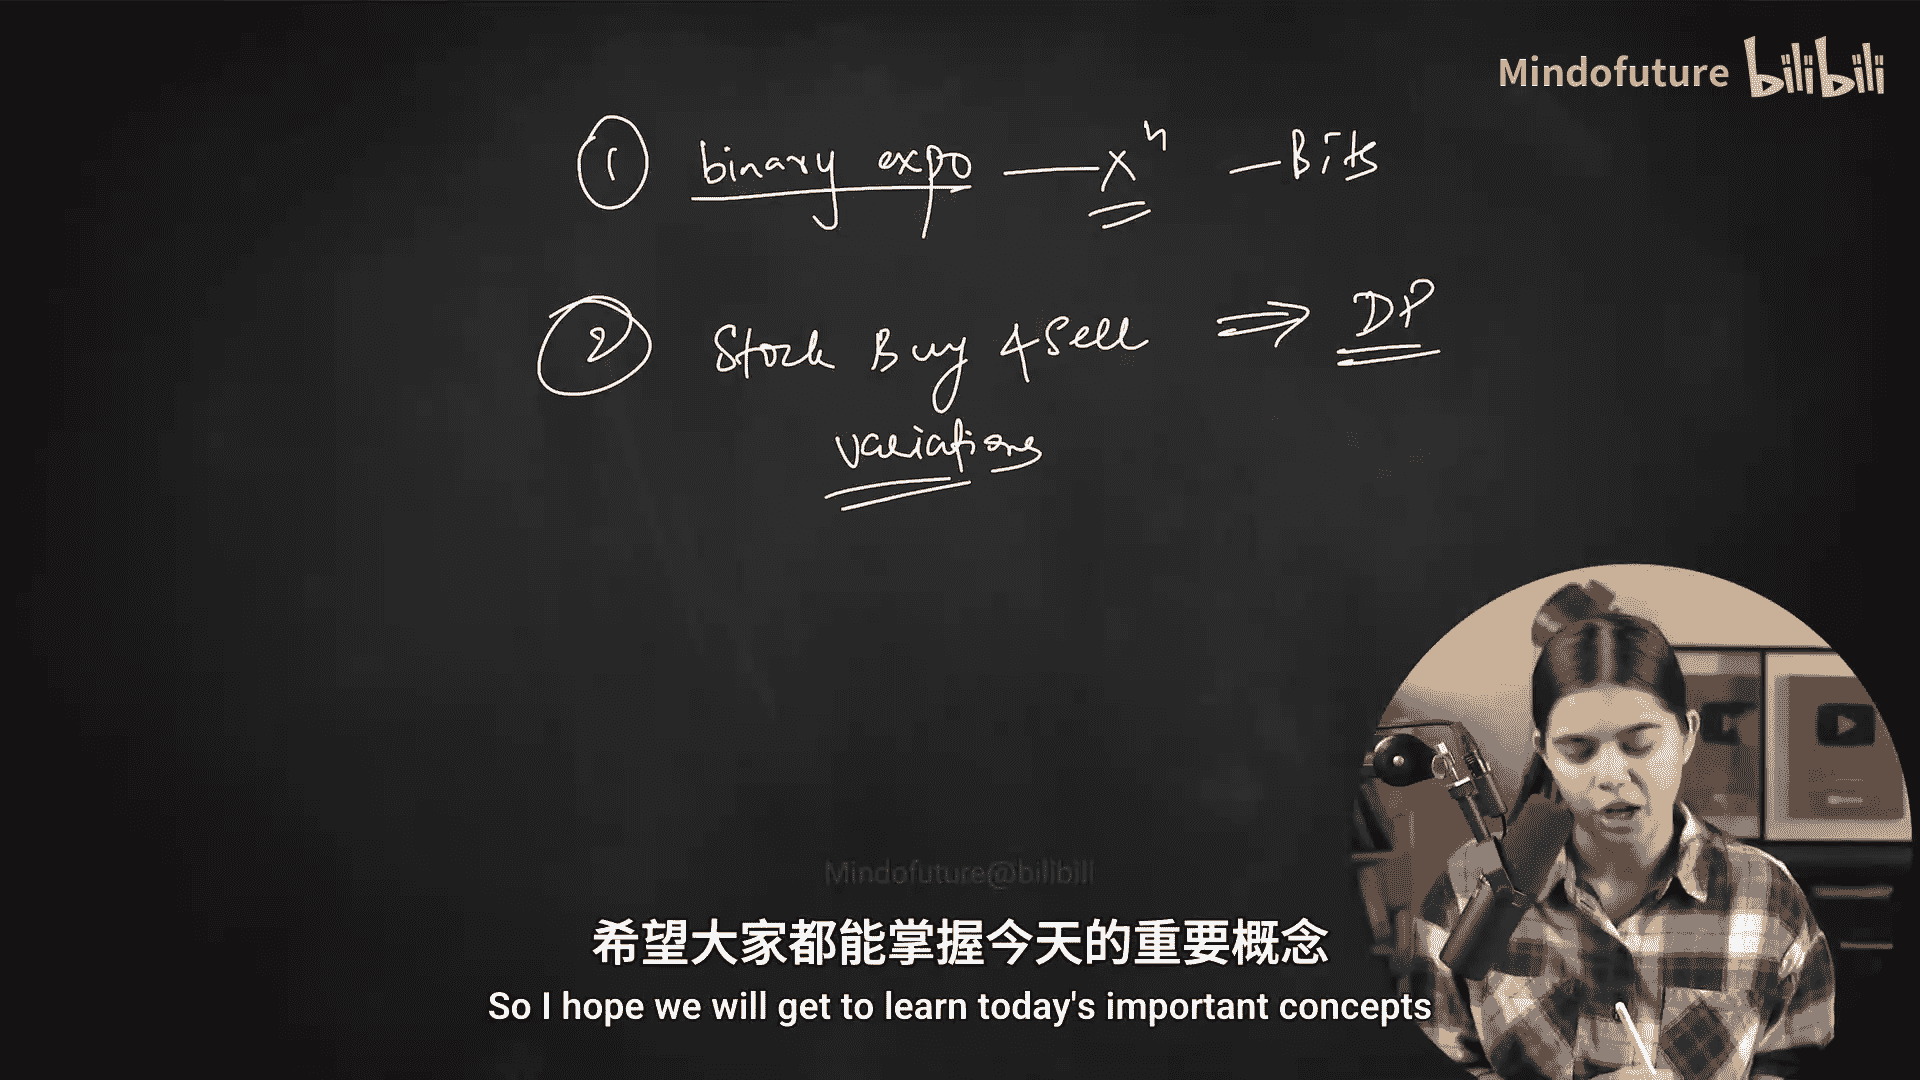 Mindofuture bilibili
① binary expo — xⁿ — Bits
② Stock Buy & Sell ⇒ DP
variations
Mindofuture@bilibili
希望大家都能掌握今天的重要概念
So I hope we will get to learn today's important concepts